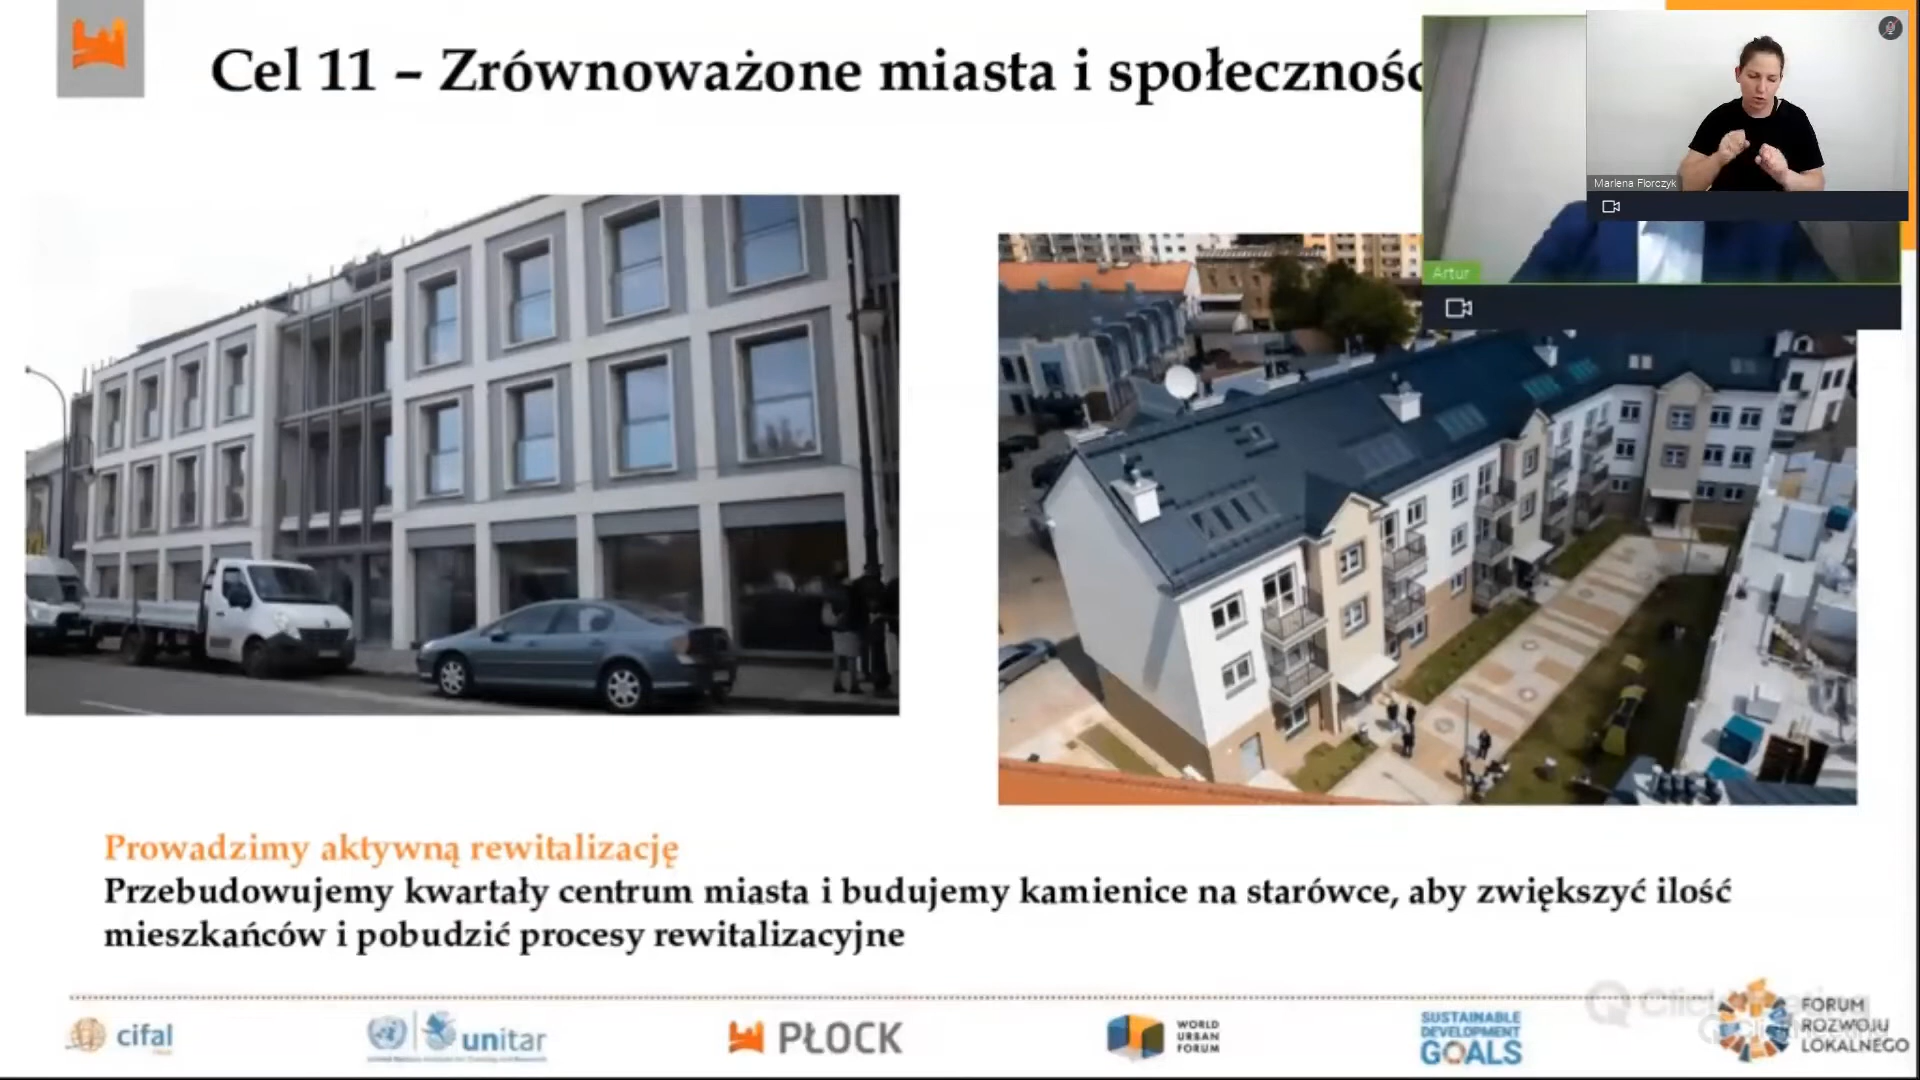 Cel 11 – Zrównoważone miasta i społecznośc
Marlena Florczyk
Artur
Prowadzimy aktywną rewitalizację
Przebudowujemy kwartały centrum miasta i budujemy kamienice na starówce, aby zwiększyć ilość
mieszkańców i pobudzić procesy rewitalizacyjne
cifal
unitar
PŁOCK
WORLD
URBAN
FORUM
SUSTAINABLE
DEVELOPMENT
GOALS
FORUM
ROZWOJU
LOKALNEGO